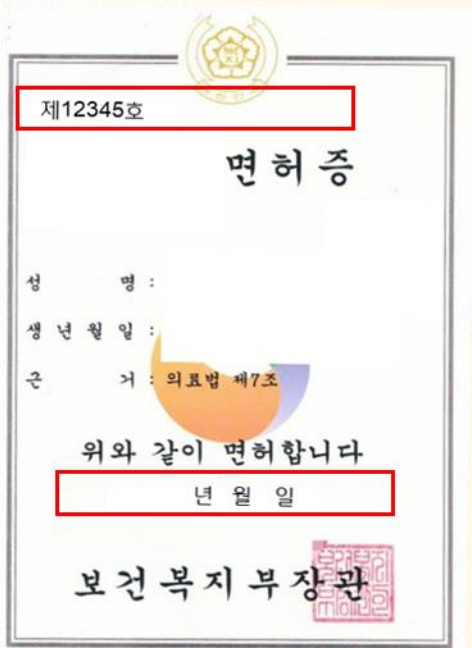 제12345호
면허증
성 명 :
생년월일 :
근 거 : 의료법 제7조
위와 같이 면허합니다
년 월 일
보건복지부장관